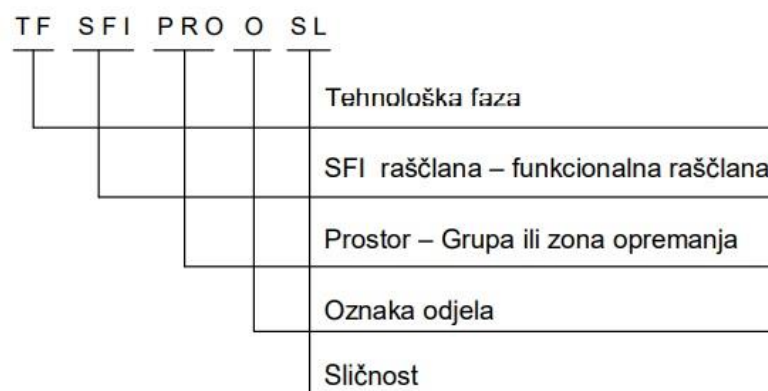 TF SFI PRO O SL
Tehnološka faza
SFI raščlana – funkcionalna raščlana
Prostor – Grupa ili zona opremanja
Oznaka odjela
Sličnost